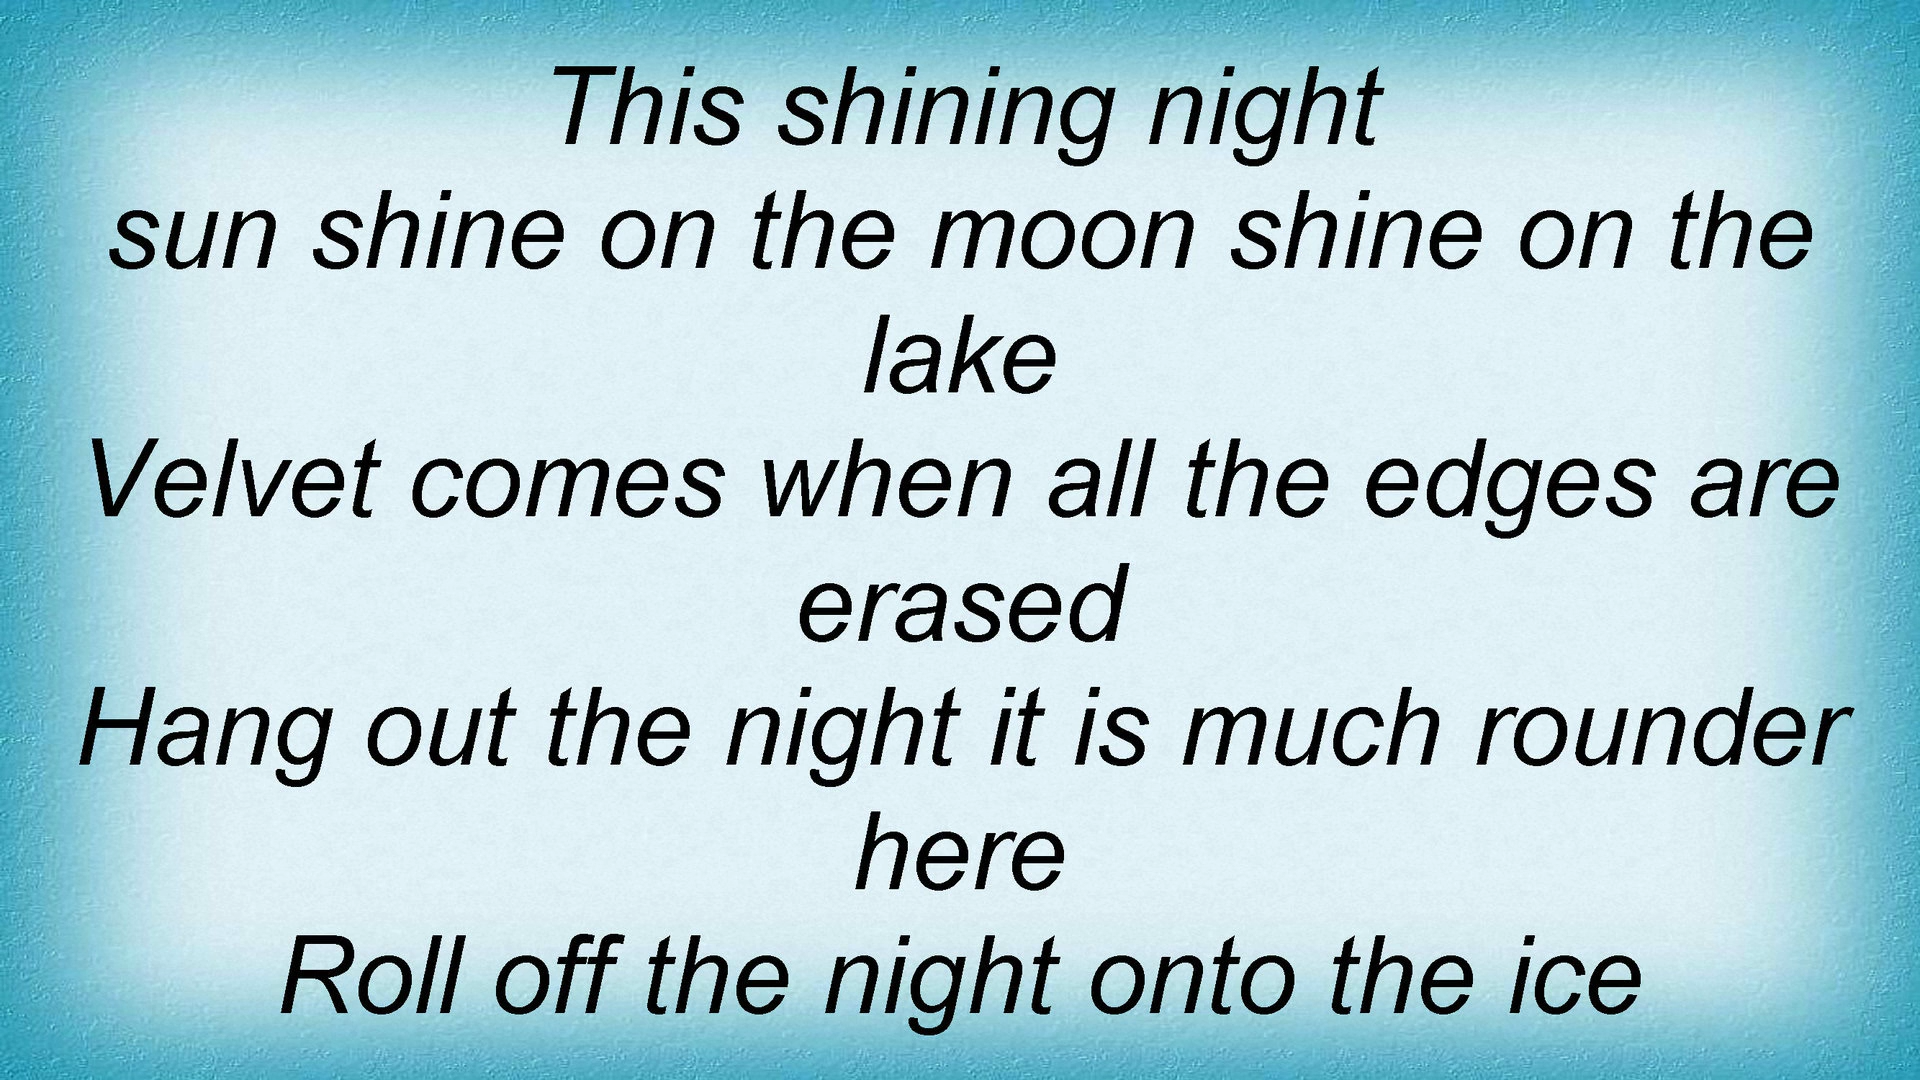 This shining night
sun shine on the moon shine on the
lake
Velvet comes when all the edges are
erased
Hang out the night it is much rounder
here
Roll off the night onto the ice